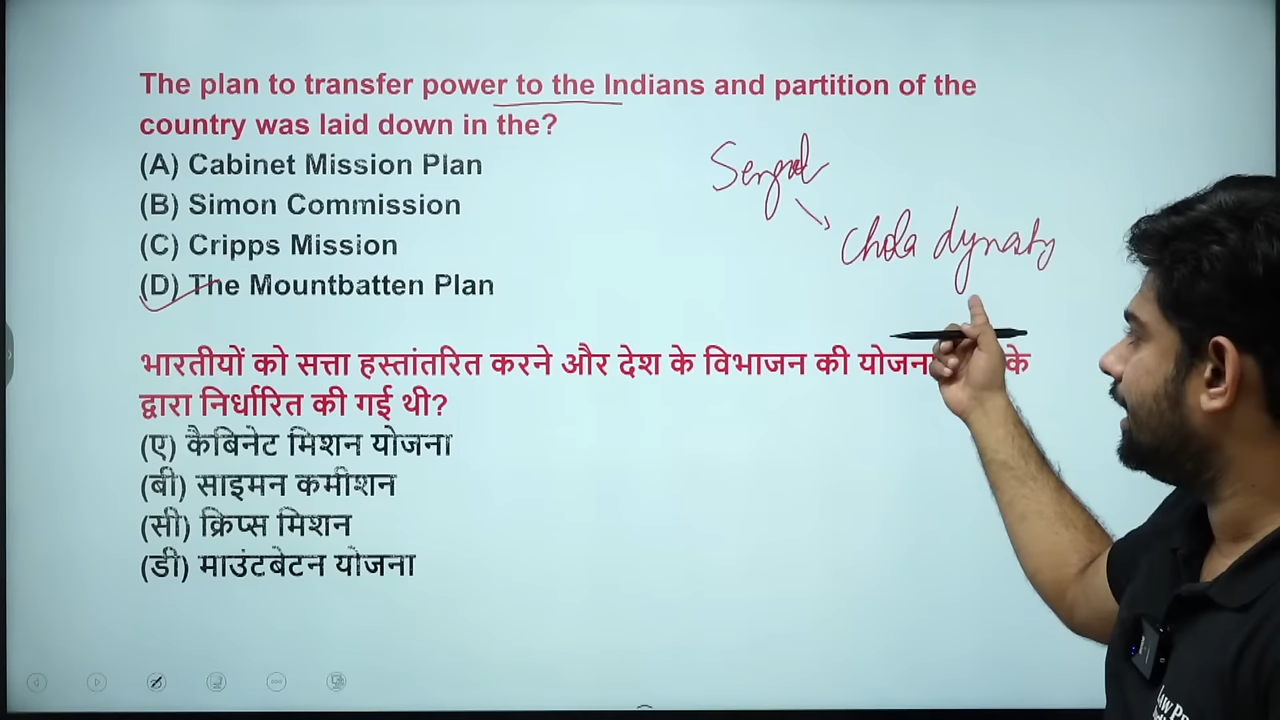 The plan to transfer power to the Indians and partition of the
country was laid down in the?
(A) Cabinet Mission Plan
(B) Simon Commission
(C) Cripps Mission
(D) The Mountbatten Plan
Sengol
Chola dynasty
भारतीयों को सत्ता हस्तांतरित करने और देश के विभाजन की के
द्वारा निर्धारित की गई थी?
(ए) कैबिनेट मिशन योजना
(बी) साइमन कमीशन
(सी) क्रिप्स मिशन
(डी) माउंटबेटन योजना